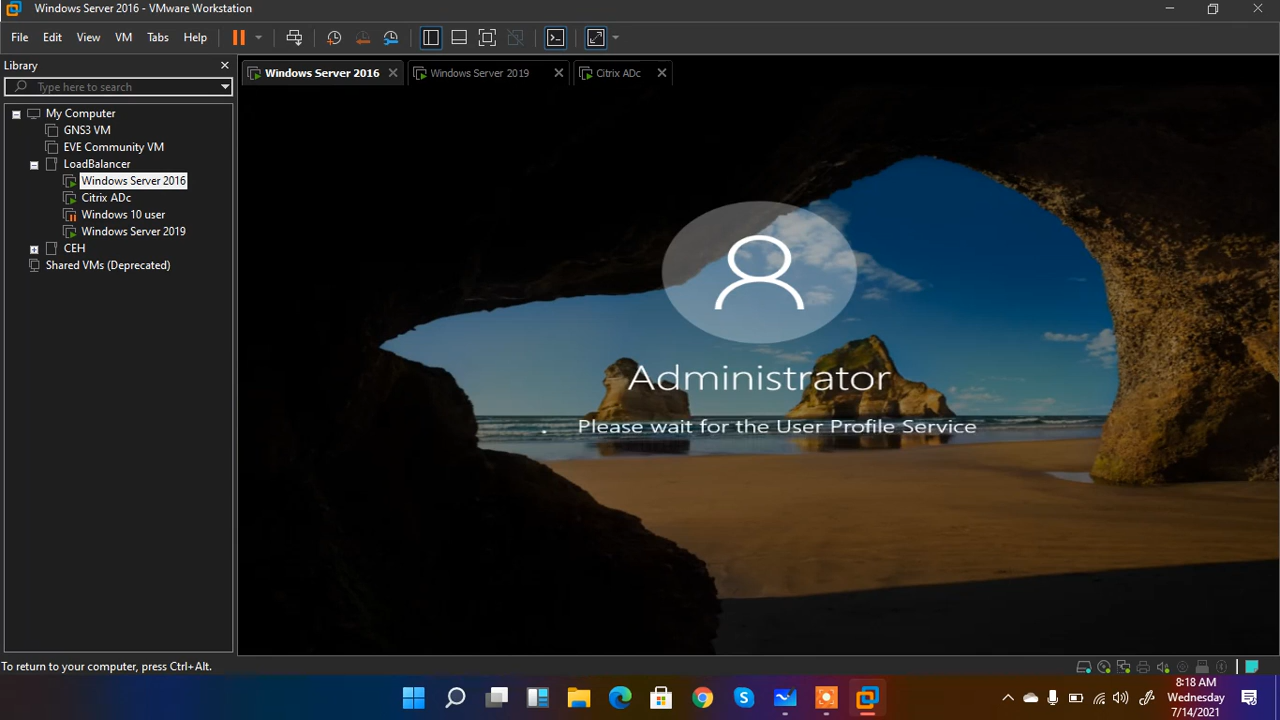 Windows Server 2016 - VMware Workstation
File Edit View VM Tabs Help
Library
Type here to search
My Computer
GNS3 VM
EVE Community VM
LoadBalancer
Windows Server 2016
Citrix ADc
Windows 10 user
Windows Server 2019
CEH
Shared VMs (Deprecated)
Windows Server 2016 Windows Server 2019 Citrix ADc
Administrator
Please wait for the User Profile Service
To return to your computer, press Ctrl+Alt.
8:18 AM
Wednesday
7/14/2021